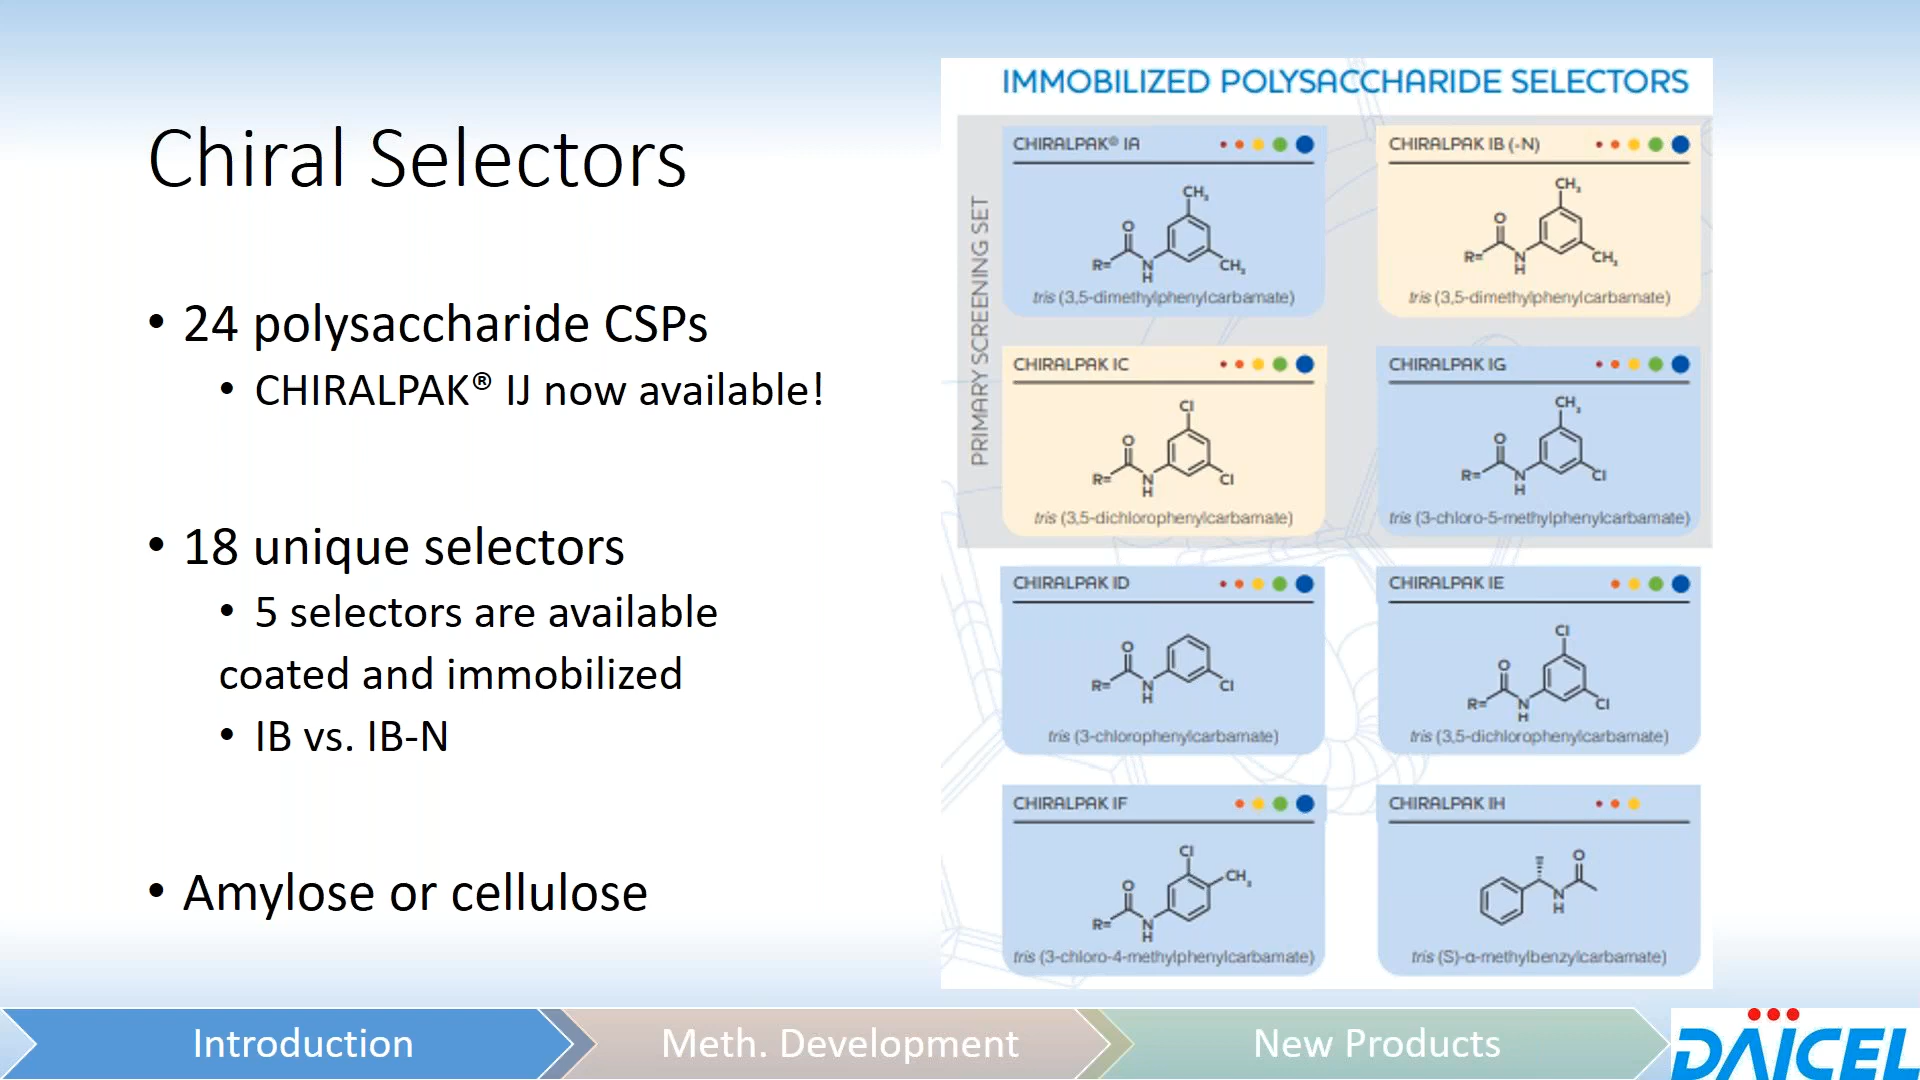 Chiral Selectors
• 24 polysaccharide CSPs
• CHIRALPAK® IJ now available!
• 18 unique selectors
• 5 selectors are available
coated and immobilized
• IB vs. IB-N
• Amylose or cellulose
IMMOBILIZED POLYSACCHARIDE SELECTORS
PRIMARY SCREENING SET
CHIRALPAK® IA
CH3
O
R=
N
H
CH3
tris (3,5-dimethylphenylcarbamate)
CHIRALPAK IB (-N)
CH3
O
R=
N
H
CH3
tris (3,5-dimethylphenylcarbamate)
CHIRALPAK IC
Cl
O
R=
N
H
Cl
tris (3,5-dichlorophenylcarbamate)
CHIRALPAK IG
CH3
O
R=
N
H
Cl
tris (3-chloro-5-methylphenylcarbamate)
CHIRALPAK ID
O
R=
N
H
Cl
tris (3-chlorophenylcarbamate)
CHIRALPAK IE
Cl
O
R=
N
H
Cl
tris (3,5-dichlorophenylcarbamate)
CHIRALPAK IF
Cl
CH3
O
R=
N
H
tris (3-chloro-4-methylphenylcarbamate)
CHIRALPAK IH
O
N
H
tris (S)-α-methylbenzylcarbamate)
Introduction
Meth. Development
New Products
DAICEL